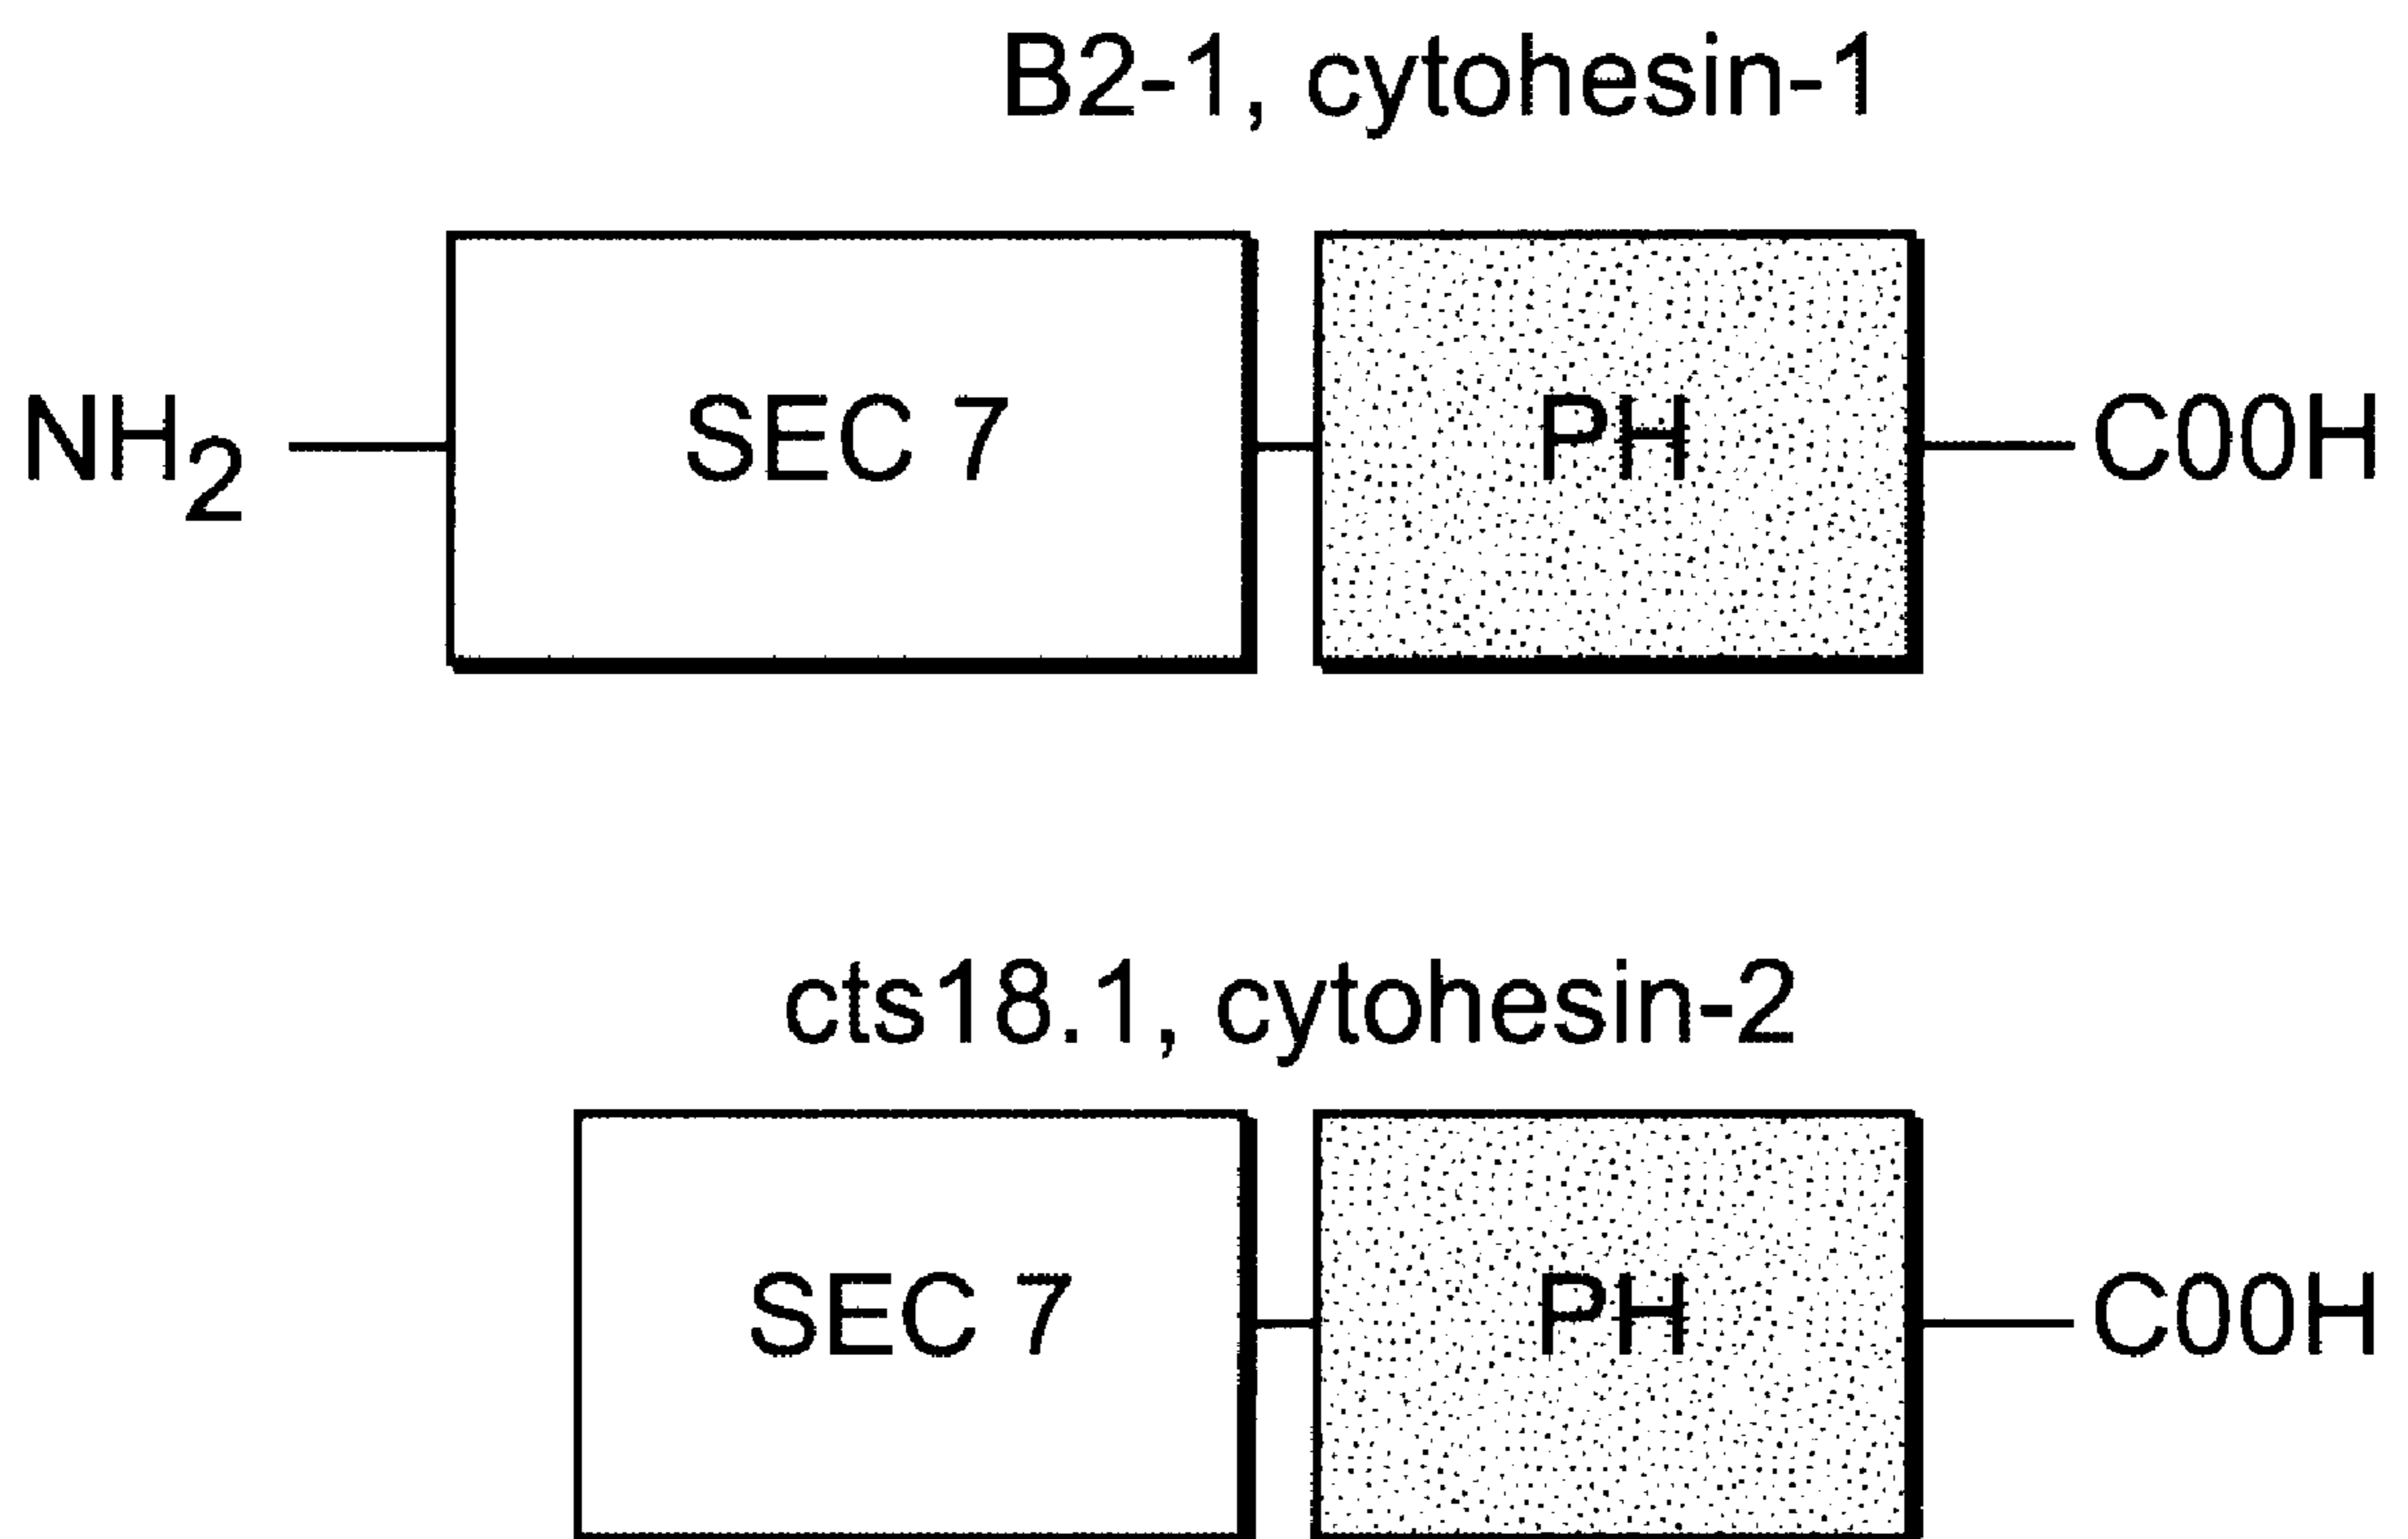 B2-1, cytohesin-1
NH2 SEC 7 PH C00H
cts18.1, cytohesin-2
SEC 7 PH C00H